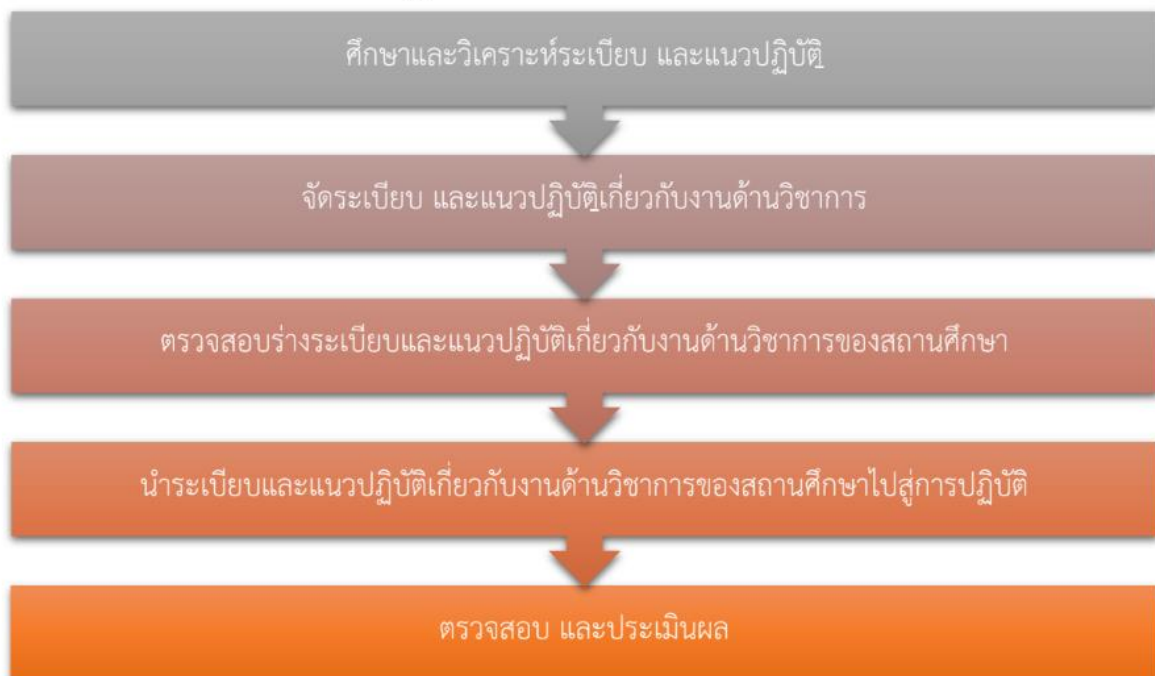 ศึกษาและวิเคราะห์ระเบียบ และแนวปฏิบัติ
จัดระเบียบ และแนวปฏิบัติเกี่ยวกับงานด้านวิชาการ
ตรวจสอบร่างระเบียบและแนวปฏิบัติเกี่ยวกับงานด้านวิชาการของสถานศึกษา
นำระเบียบและแนวปฏิบัติเกี่ยวกับงานด้านวิชาการของสถานศึกษาไปสู่การปฏิบัติ
ตรวจสอบ และประเมินผล